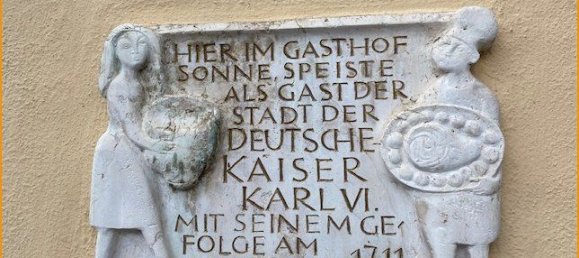 HIER IM GASTHOF
SONNE, SPEISTE
ALS GAST DER
STADT DER
DEUTSCHE
KAISER
KARL VI.
MIT SEINEM GE-
FOLGE AM
1711